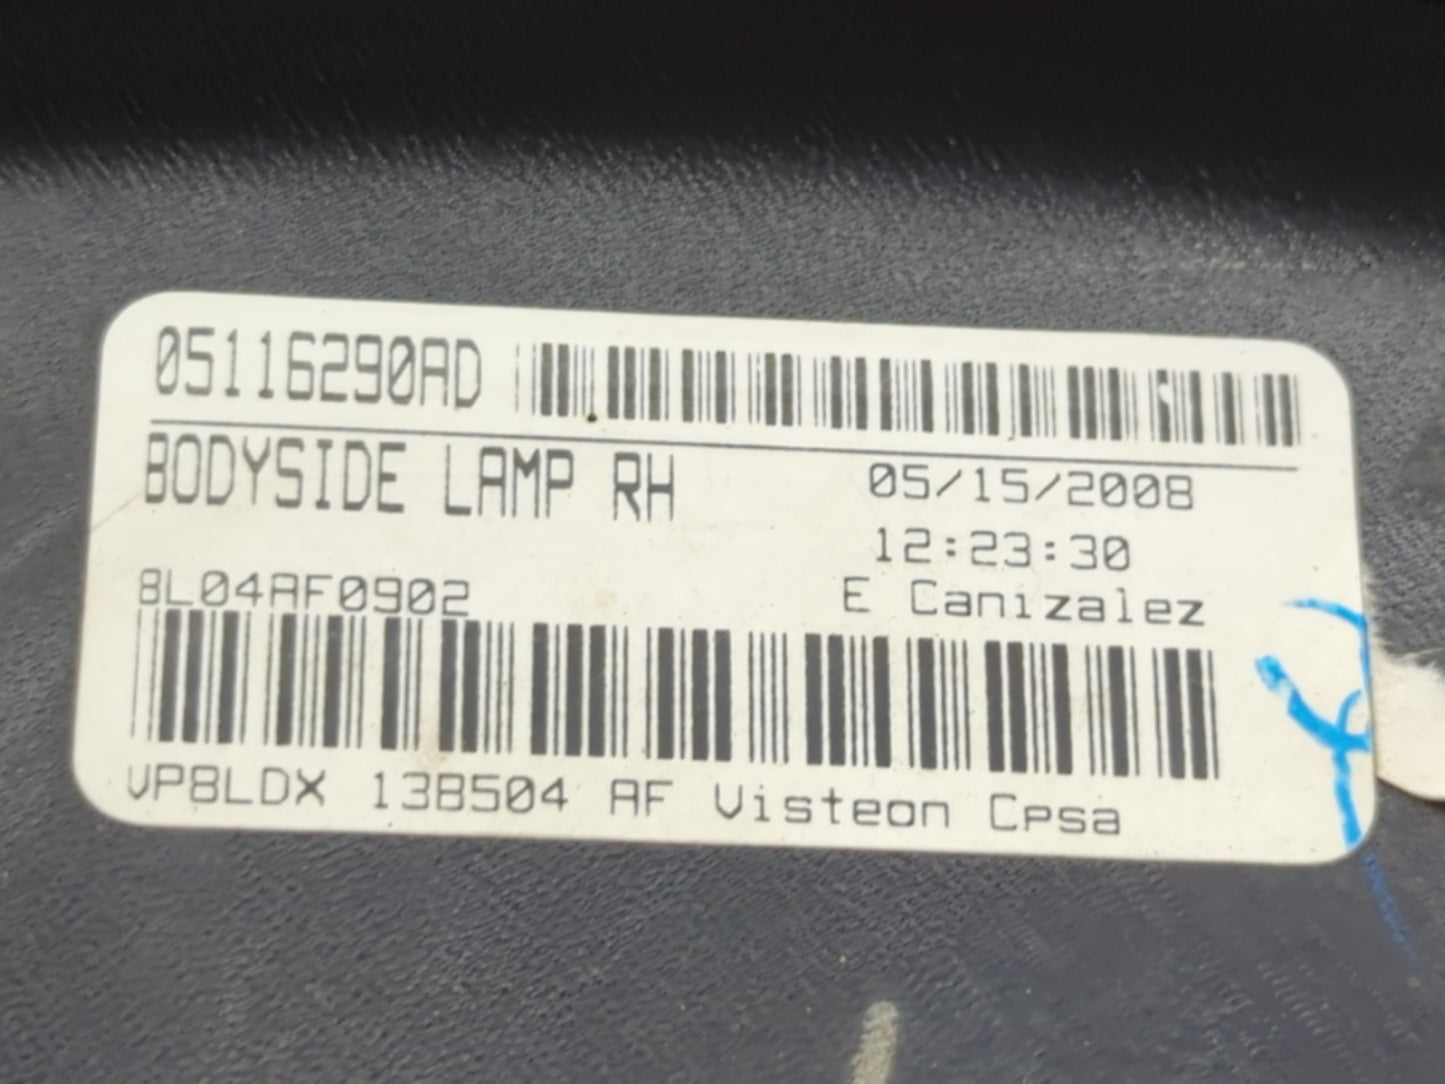 05116290AD
BODYSIDE LAMP RH
05/15/2008
12:23:30
8L04AF0902
E Canizalez
VP8LDX 13B504 AF Visteon Cpsa